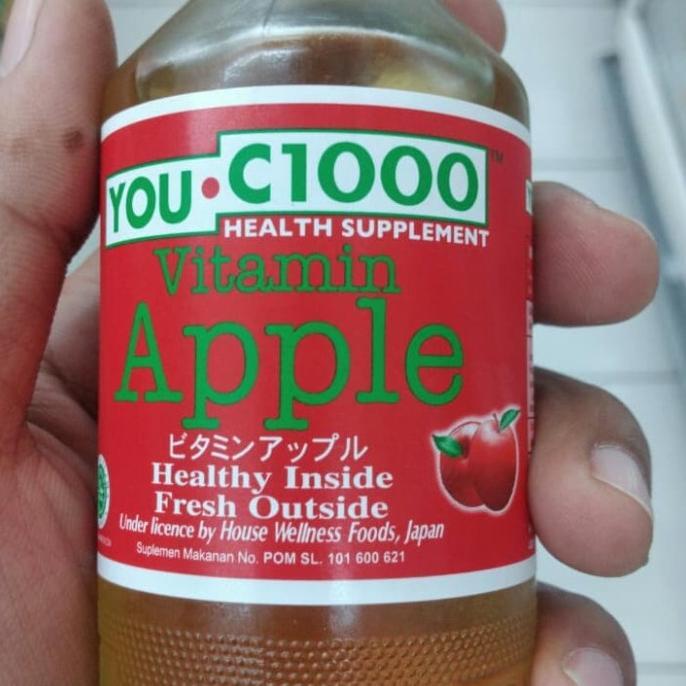 YOU•C1000™
HEALTH SUPPLEMENT
Vitamin
Apple
ビタミンアップル
Healthy Inside
Fresh Outside
Under licence by House Wellness Foods, Japan
Suplemen Makanan No. POM SL. 101 600 621